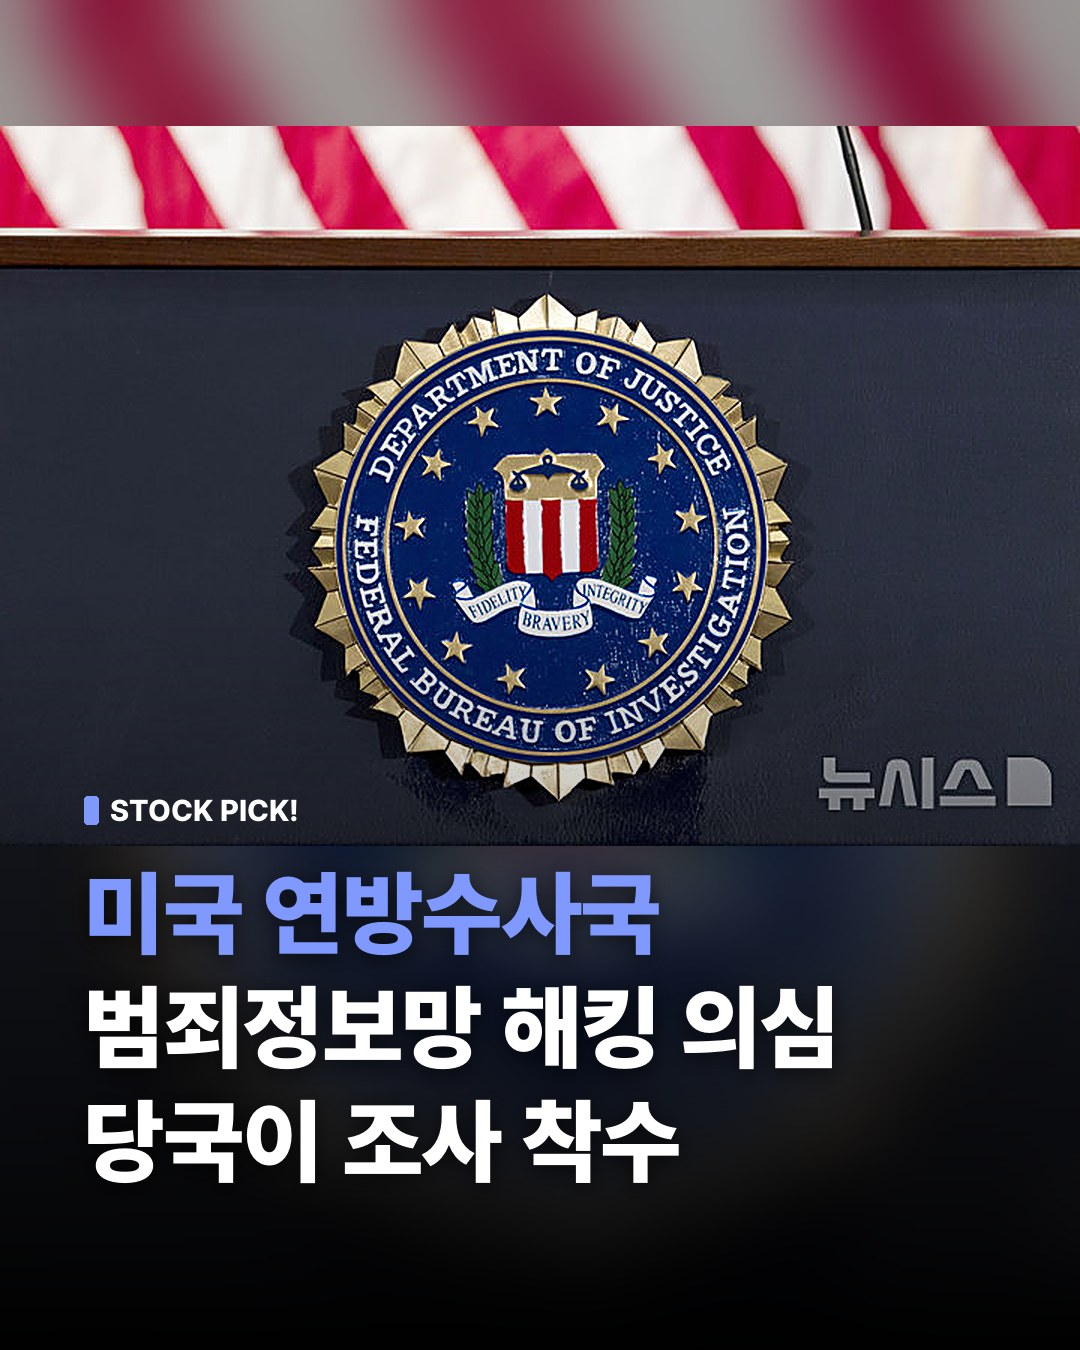 DEPARTMENT OF JUSTICE
FEDERAL BUREAU OF INVESTIGATION
FIDELITY
BRAVERY
INTEGRITY
뉴시스
STOCK PICK!
미국 연방수사국
범죄정보망 해킹 의심
당국이 조사 착수